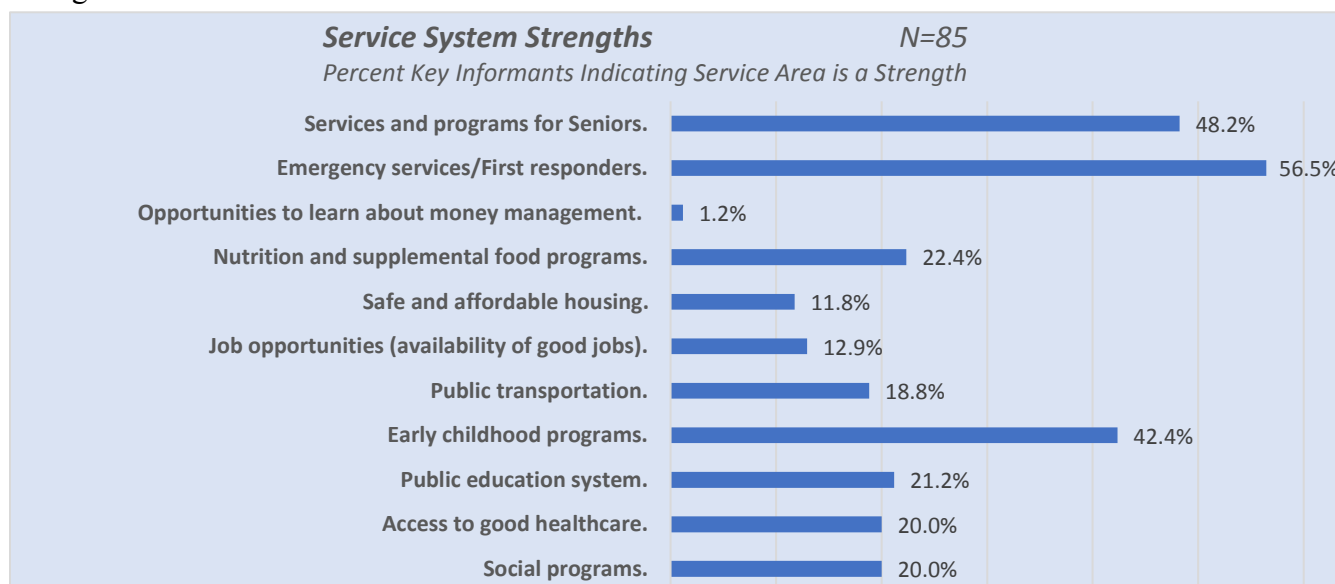 Service System Strengths N=85
Percent Key Informants Indicating Service Area is a Strength
Services and programs for Seniors. 48.2%
Emergency services/First responders. 56.5%
Opportunities to learn about money management. 1.2%
Nutrition and supplemental food programs. 22.4%
Safe and affordable housing. 11.8%
Job opportunities (availability of good jobs). 12.9%
Public transportation. 18.8%
Early childhood programs. 42.4%
Public education system. 21.2%
Access to good healthcare. 20.0%
Social programs. 20.0%